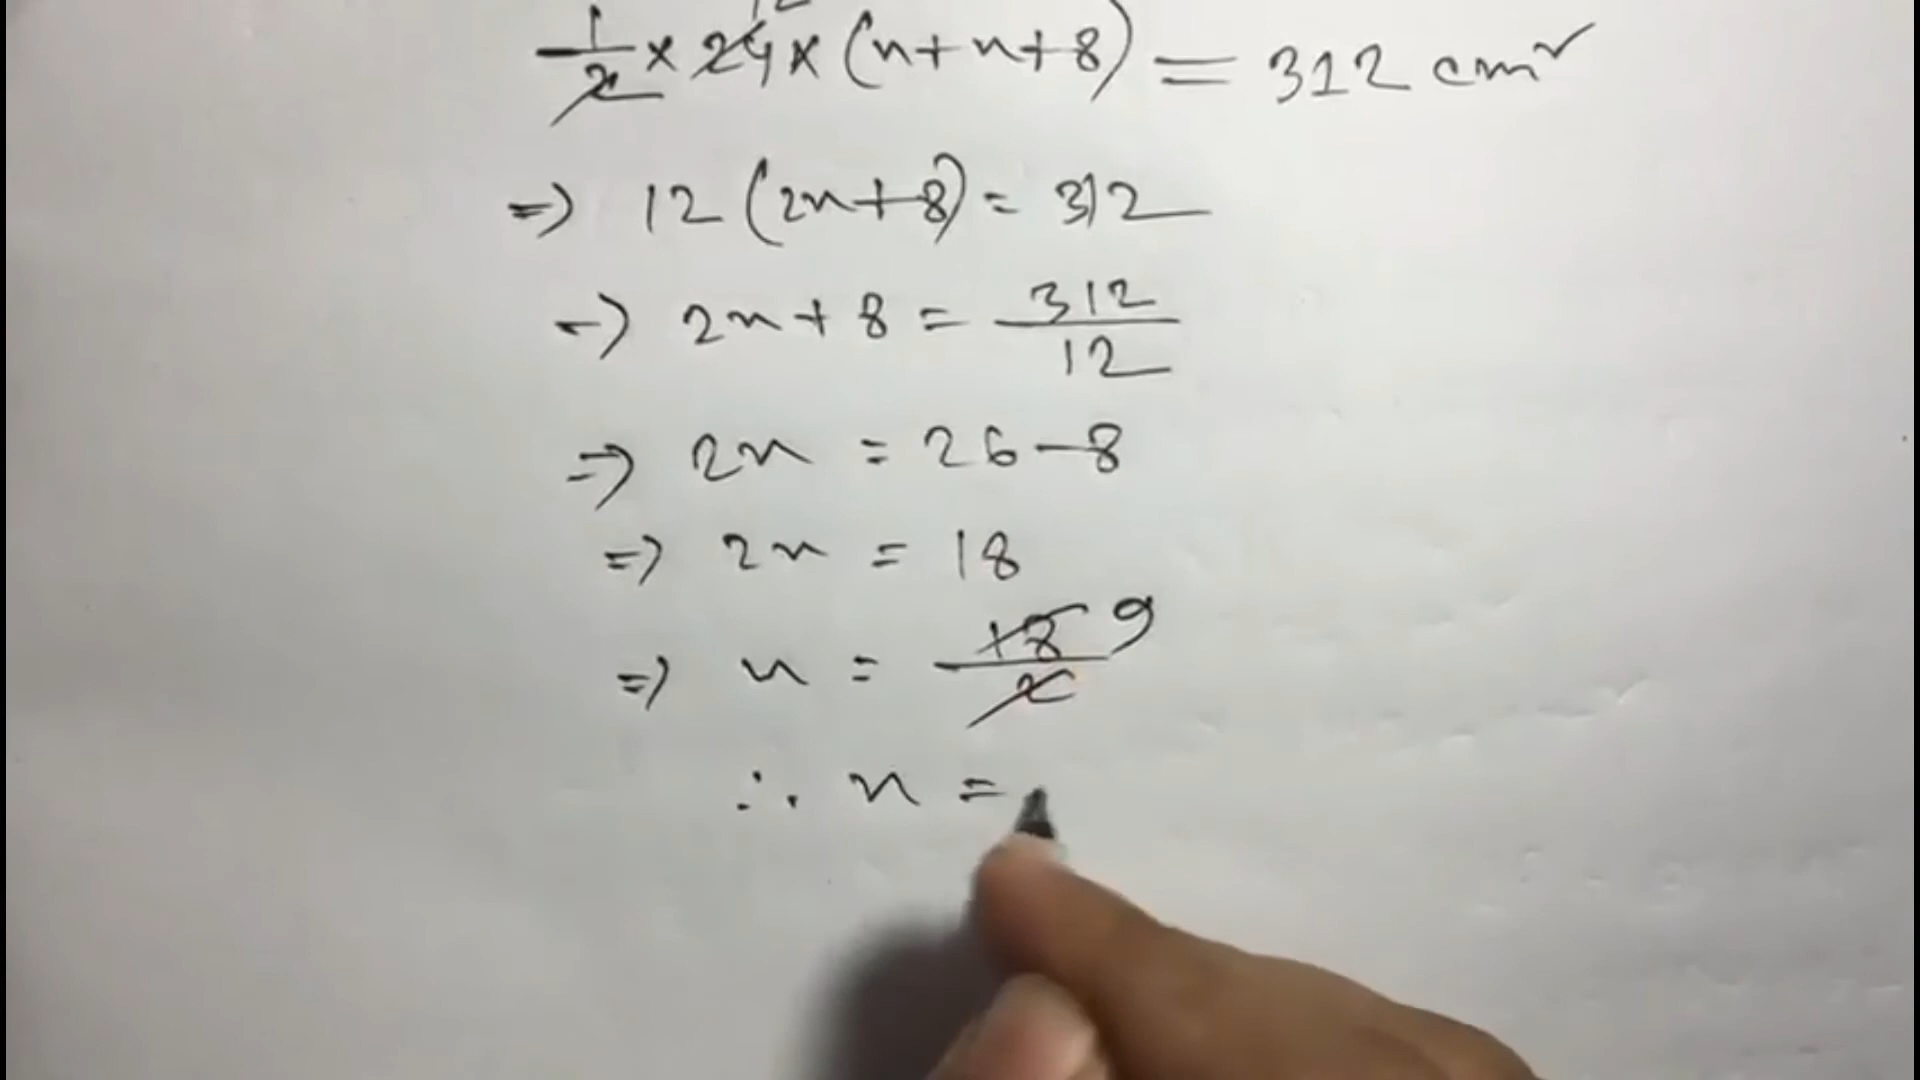 1/2 × 24 × (x+x+8) = 312 cm² 12
⇒ 12 (2x+8) = 312
⇒ 2x+8 = 312/12
⇒ 2x = 26-8
⇒ 2x = 18
⇒ x = 18/2 9
∴ x =